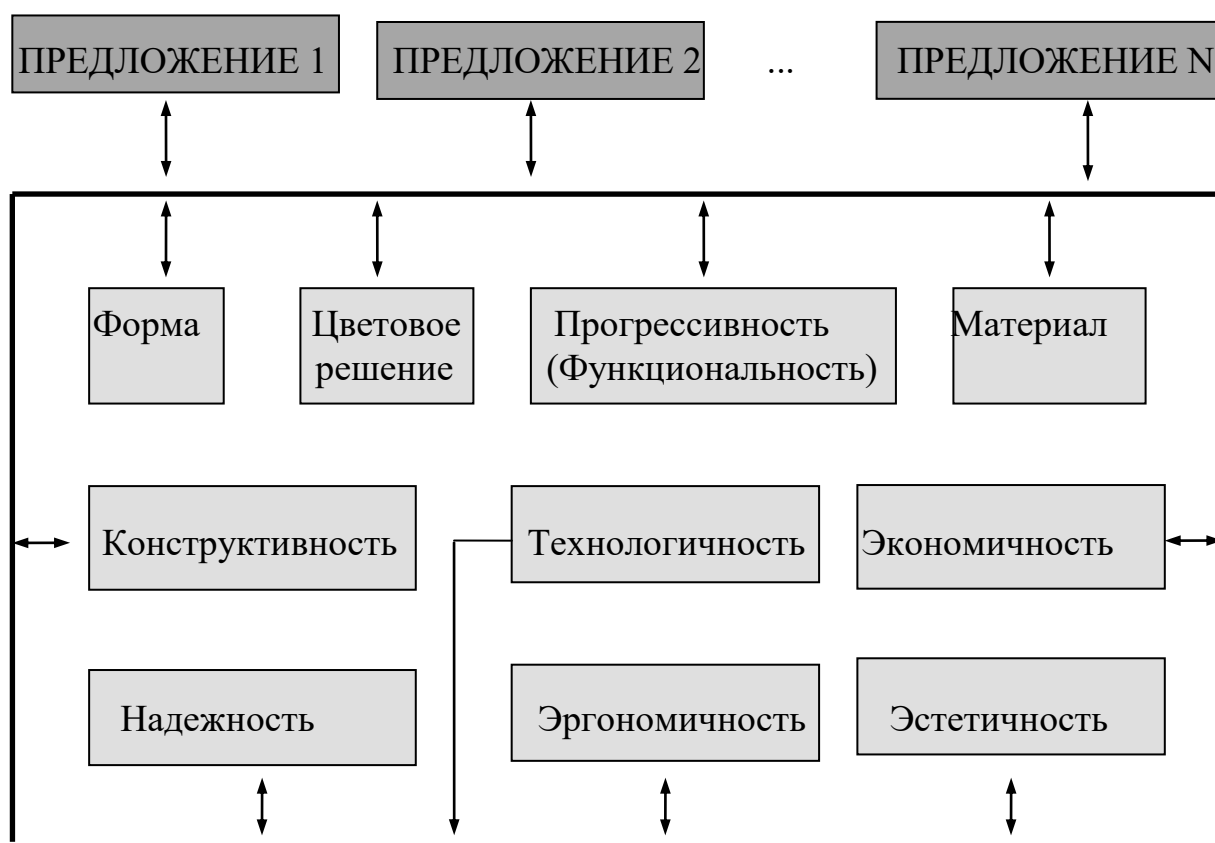 ПРЕДЛОЖЕНИЕ 1
ПРЕДЛОЖЕНИЕ 2
...
ПРЕДЛОЖЕНИЕ N
Форма
Цветовое
решение
Прогрессивность
(Функциональность)
Материал
Конструктивность
Технологичность
Экономичность
Надежность
Эргономичность
Эстетичность